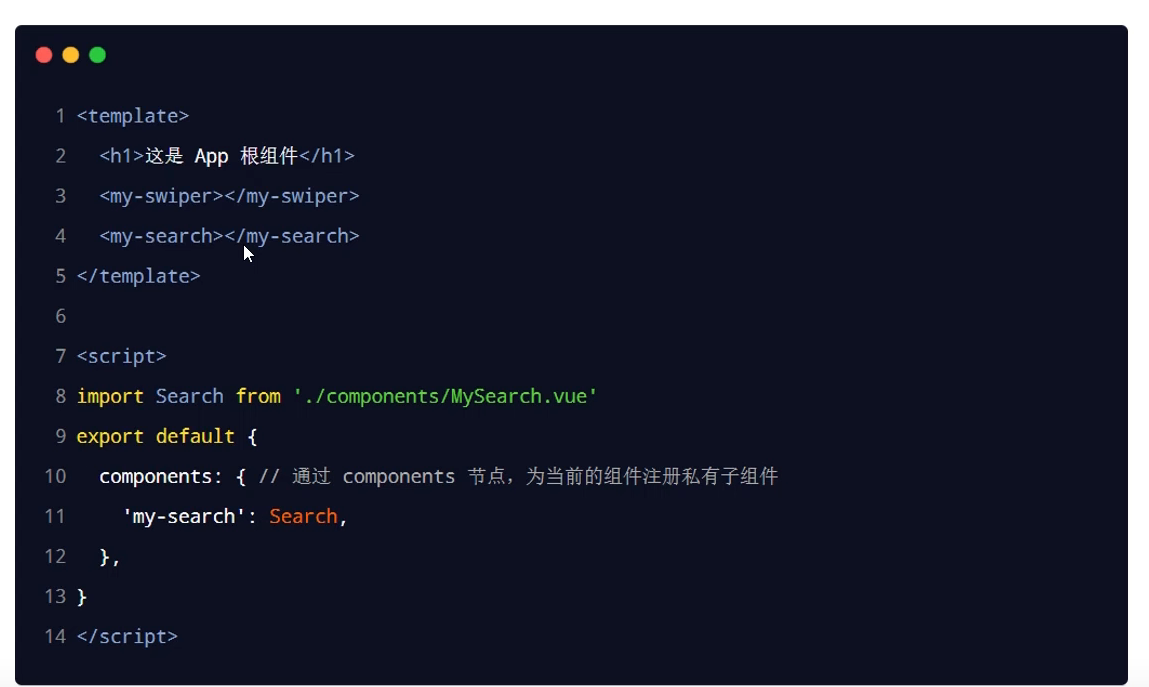 1 <template>
2   <h1>这是 App 根组件</h1>
3   <my-swiper></my-swiper>
4   <my-search></my-search>
5 </template>
6
7 <script>
8 import Search from './components/MySearch.vue'
9 export default {
10   components: { // 通过 components 节点，为当前的组件注册私有子组件
11     'my-search': Search,
12   },
13 }
14 </script>